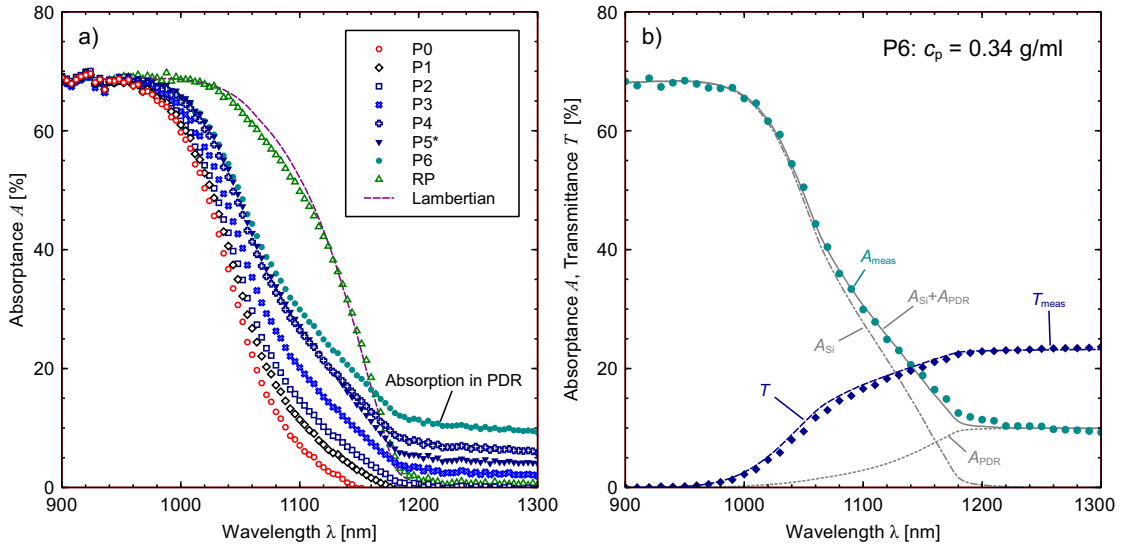 a)
80
60
40
20
0
Absorptance A [%]
P0
P1
P2
P3
P4
P5*
P6
RP
Lambertian
Absorption in PDR
900 1000 1100 1200 1300
Wavelength λ [nm]
b)
P6: cp = 0.34 g/ml
80
60
40
20
0
Absorptance A, Transmittance T [%]
Ameas
ASi+APDR
ASi
Tmeas
T
APDR
900 1000 1100 1200 1300
Wavelength λ [nm]